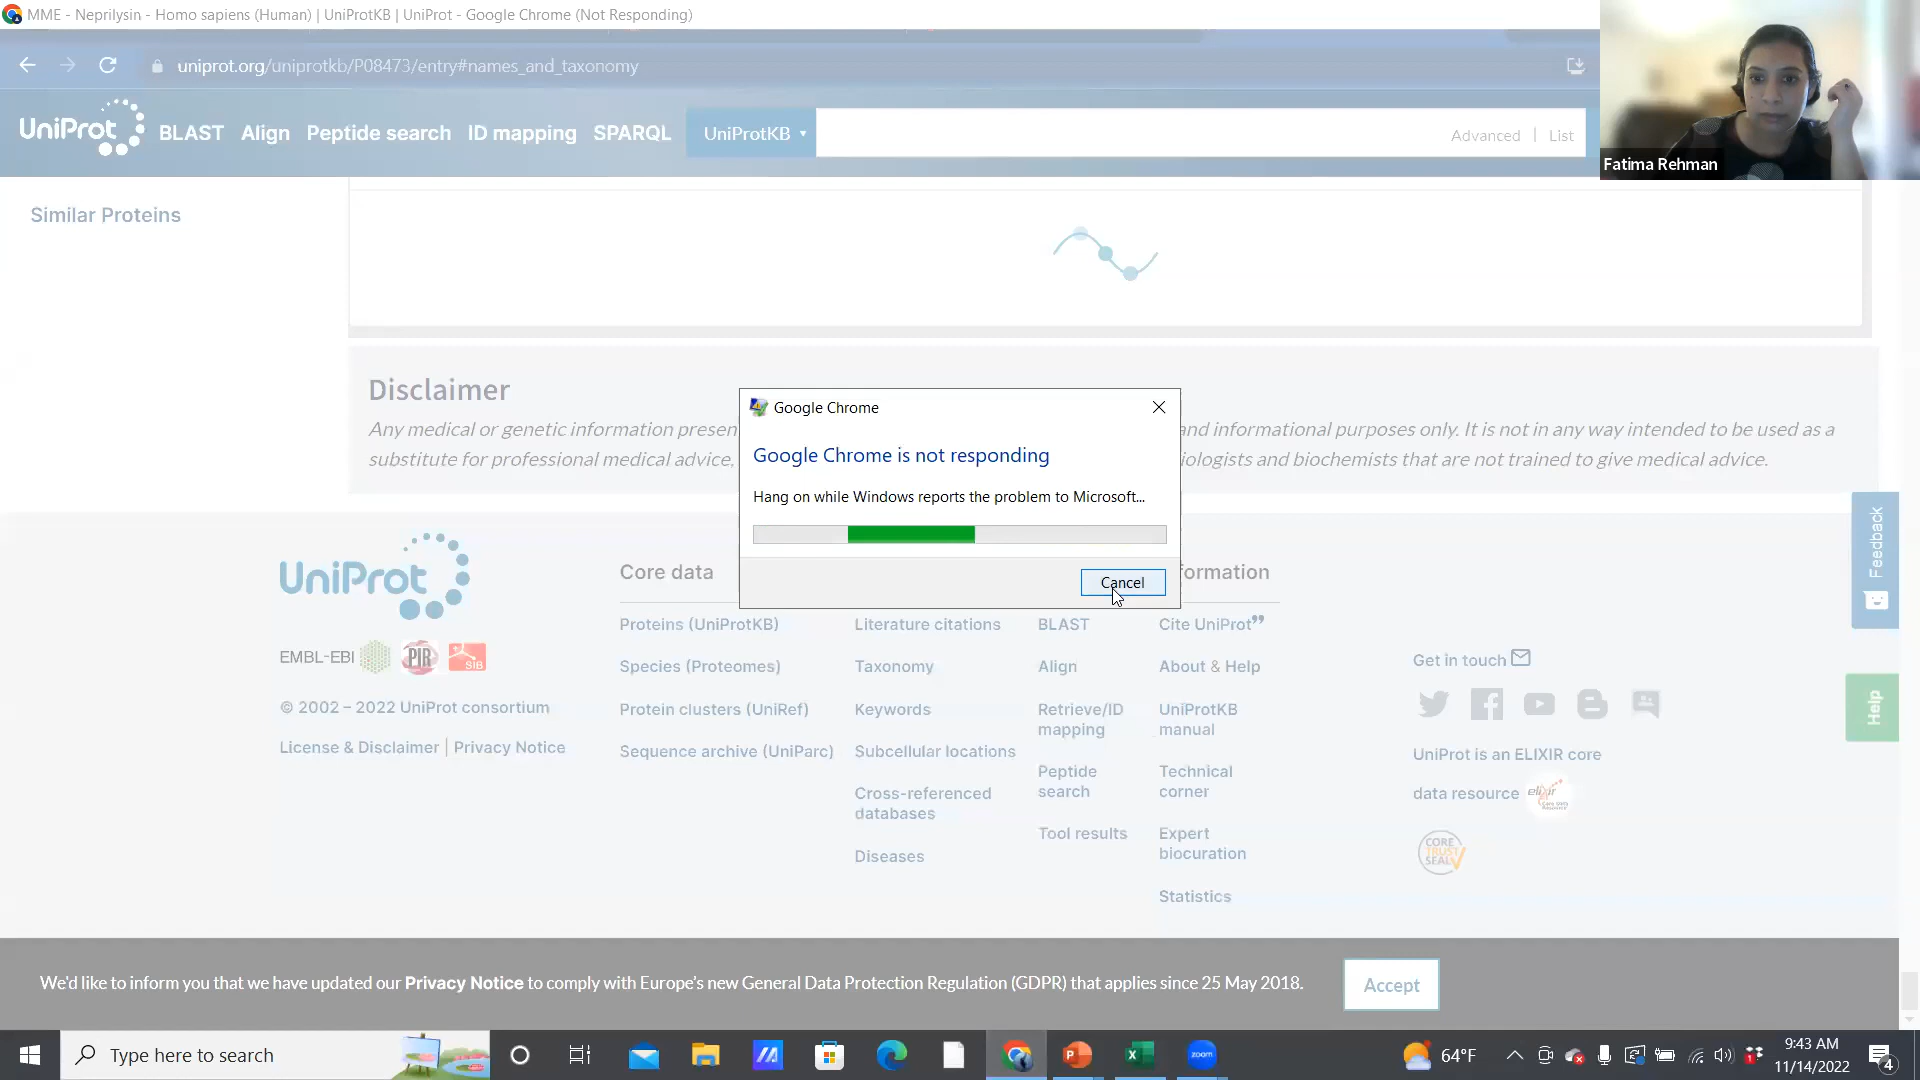 MME - Neprilysin - Homo sapiens (Human) | UniProtKB | UniProt - Google Chrome (Not Responding)
uniprot.org/uniprotkb/P08473/entry#names_and_taxonomy
UniProt BLAST Align Peptide search ID mapping SPARQL UniProtKB Advanced | List
Fatima Rehman
Similar Proteins
Disclaimer
Any medical or genetic information presen and informational purposes only. It is not in any way intended to be used as a
substitute for professional medical advice, iologists and biochemists that are not trained to give medical advice.
Google Chrome
Google Chrome is not responding
Hang on while Windows reports the problem to Microsoft...
Cancel
Feedback
Help
UniProt
EMBL-EBI PIR SIB
© 2002 – 2022 UniProt consortium
License & Disclaimer | Privacy Notice
Core data
Proteins (UniProtKB)
Species (Proteomes)
Protein clusters (UniRef)
Sequence archive (UniParc)
Literature citations
Taxonomy
Keywords
Subcellular locations
Cross-referenced
databases
Diseases
BLAST
Align
Retrieve/ID
mapping
Peptide
search
Tool results
formation
Cite UniProt"
About & Help
UniProtKB
manual
Technical
corner
Expert
biocuration
Statistics
Get in touch
UniProt is an ELIXIR core
data resource elixir
CORE
TRUST
SEAL
We'd like to inform you that we have updated our Privacy Notice to comply with Europe's new General Data Protection Regulation (GDPR) that applies since 25 May 2018.
Accept
Type here to search
zoom
64°F
9:43 AM
11/14/2022
4